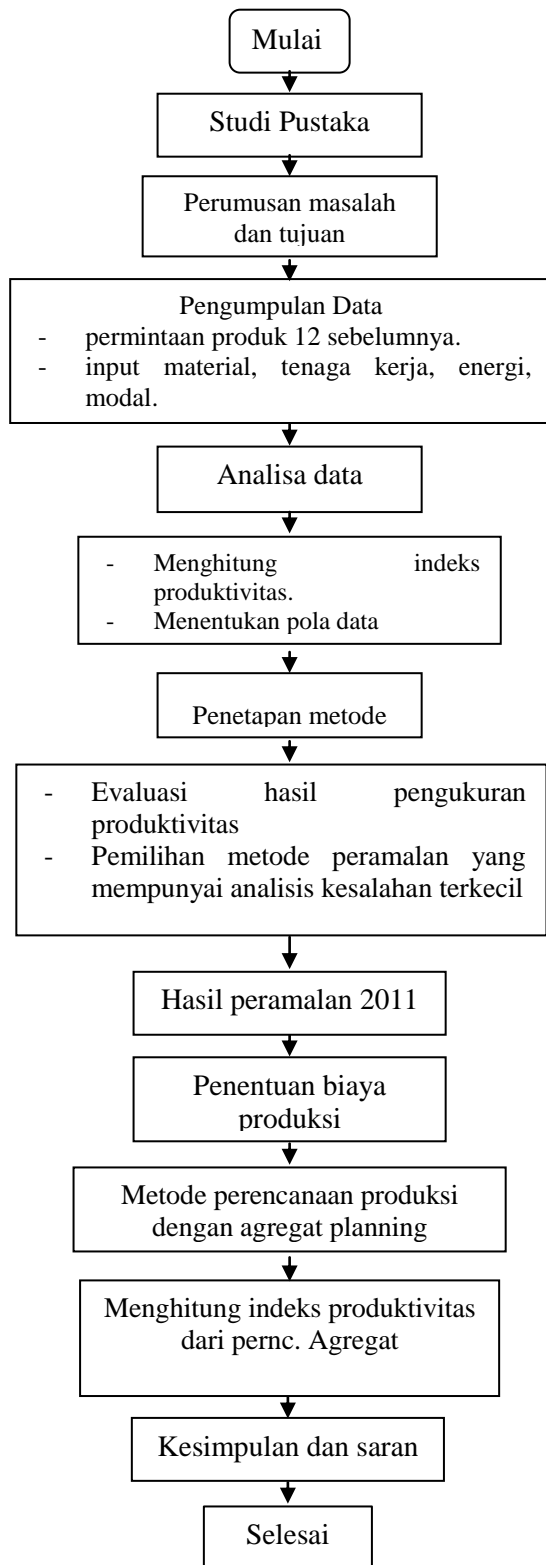 Mulai
Studi Pustaka
Perumusan masalah
dan tujuan
Pengumpulan Data
- permintaan produk 12 sebelumnya.
- input material, tenaga kerja, energi,
modal.
Analisa data
- Menghitung indeks
produktivitas.
- Menentukan pola data
Penetapan metode
- Evaluasi hasil pengukuran
produktivitas
- Pemilihan metode peramalan yang
mempunyai analisis kesalahan terkecil
Hasil peramalan 2011
Penentuan biaya
produksi
Metode perencanaan produksi
dengan agregat planning
Menghitung indeks produktivitas
dari pernc. Agregat
Kesimpulan dan saran
Selesai